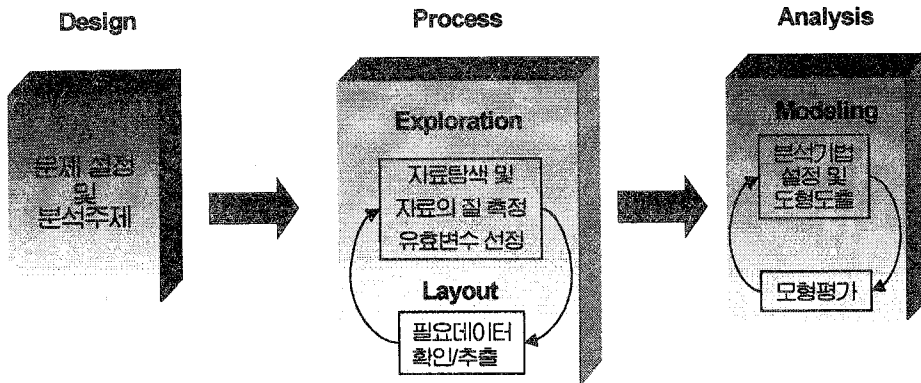 Design
문제 설정
및
분석주제
Process
Exploration
자료탐색 및
자료의 질 측정
유효변수 선정
Layout
필요데이터
확인/추출
Analysis
Modeling
분석기법
설정 및
모형도출
모형평가